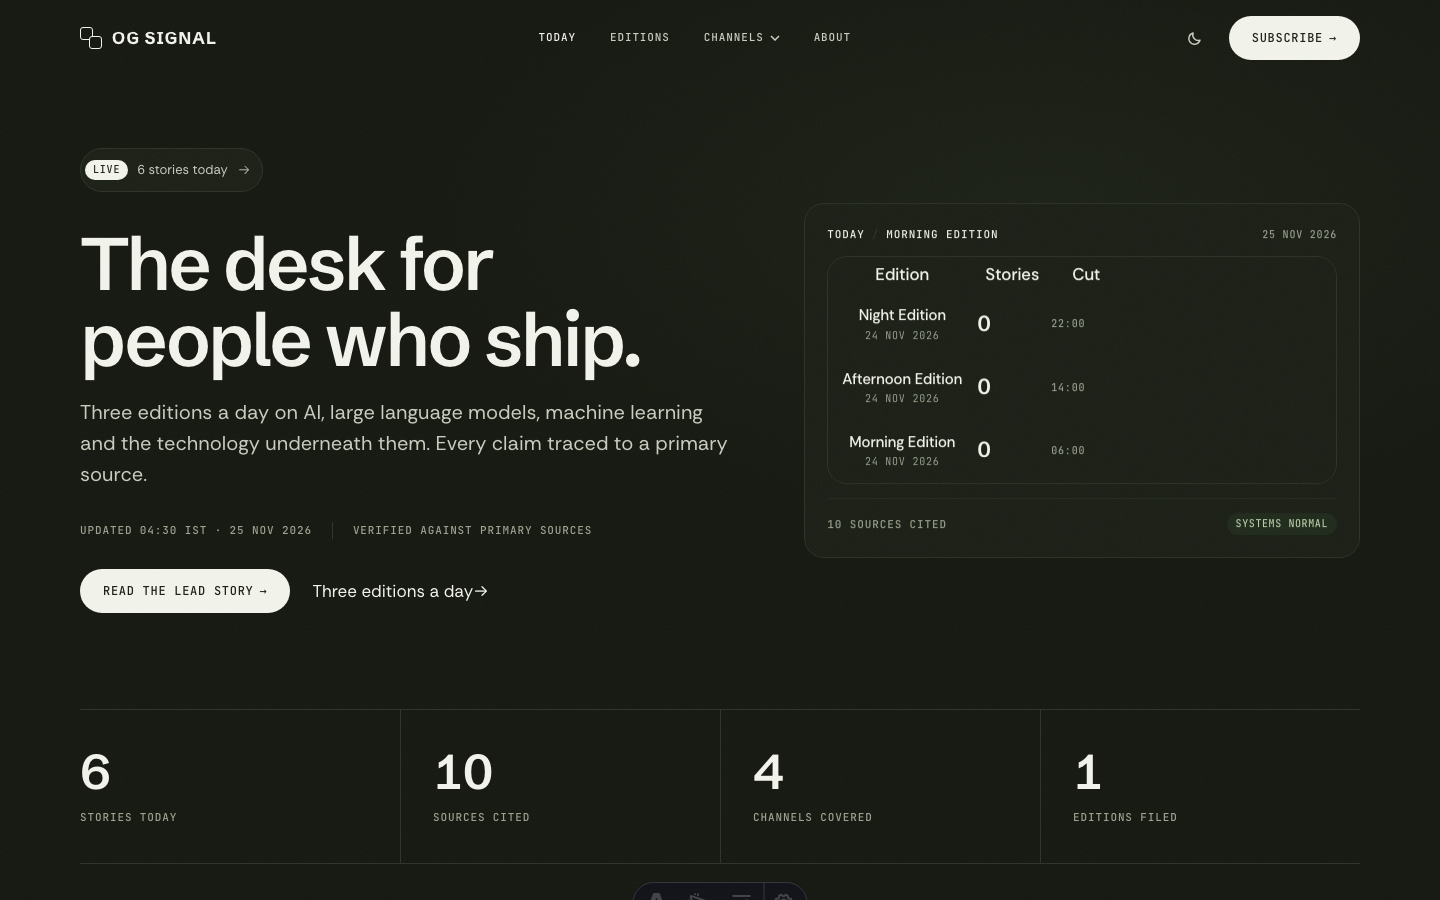 OG SIGNAL
TODAY EDITIONS CHANNELS ABOUT
SUBSCRIBE →
LIVE 6 stories today →
The desk for
people who ship.
Three editions a day on AI, large language models, machine learning
and the technology underneath them. Every claim traced to a primary
source.
UPDATED 04:30 IST · 25 NOV 2026 VERIFIED AGAINST PRIMARY SOURCES
READ THE LEAD STORY → Three editions a day→
TODAY / MORNING EDITION 25 NOV 2026
Edition Stories Cut
Night Edition 0 22:00
24 NOV 2026
Afternoon Edition 0 14:00
24 NOV 2026
Morning Edition 0 06:00
24 NOV 2026
10 SOURCES CITED SYSTEMS NORMAL
6 10 4 1
STORIES TODAY SOURCES CITED CHANNELS COVERED EDITIONS FILED